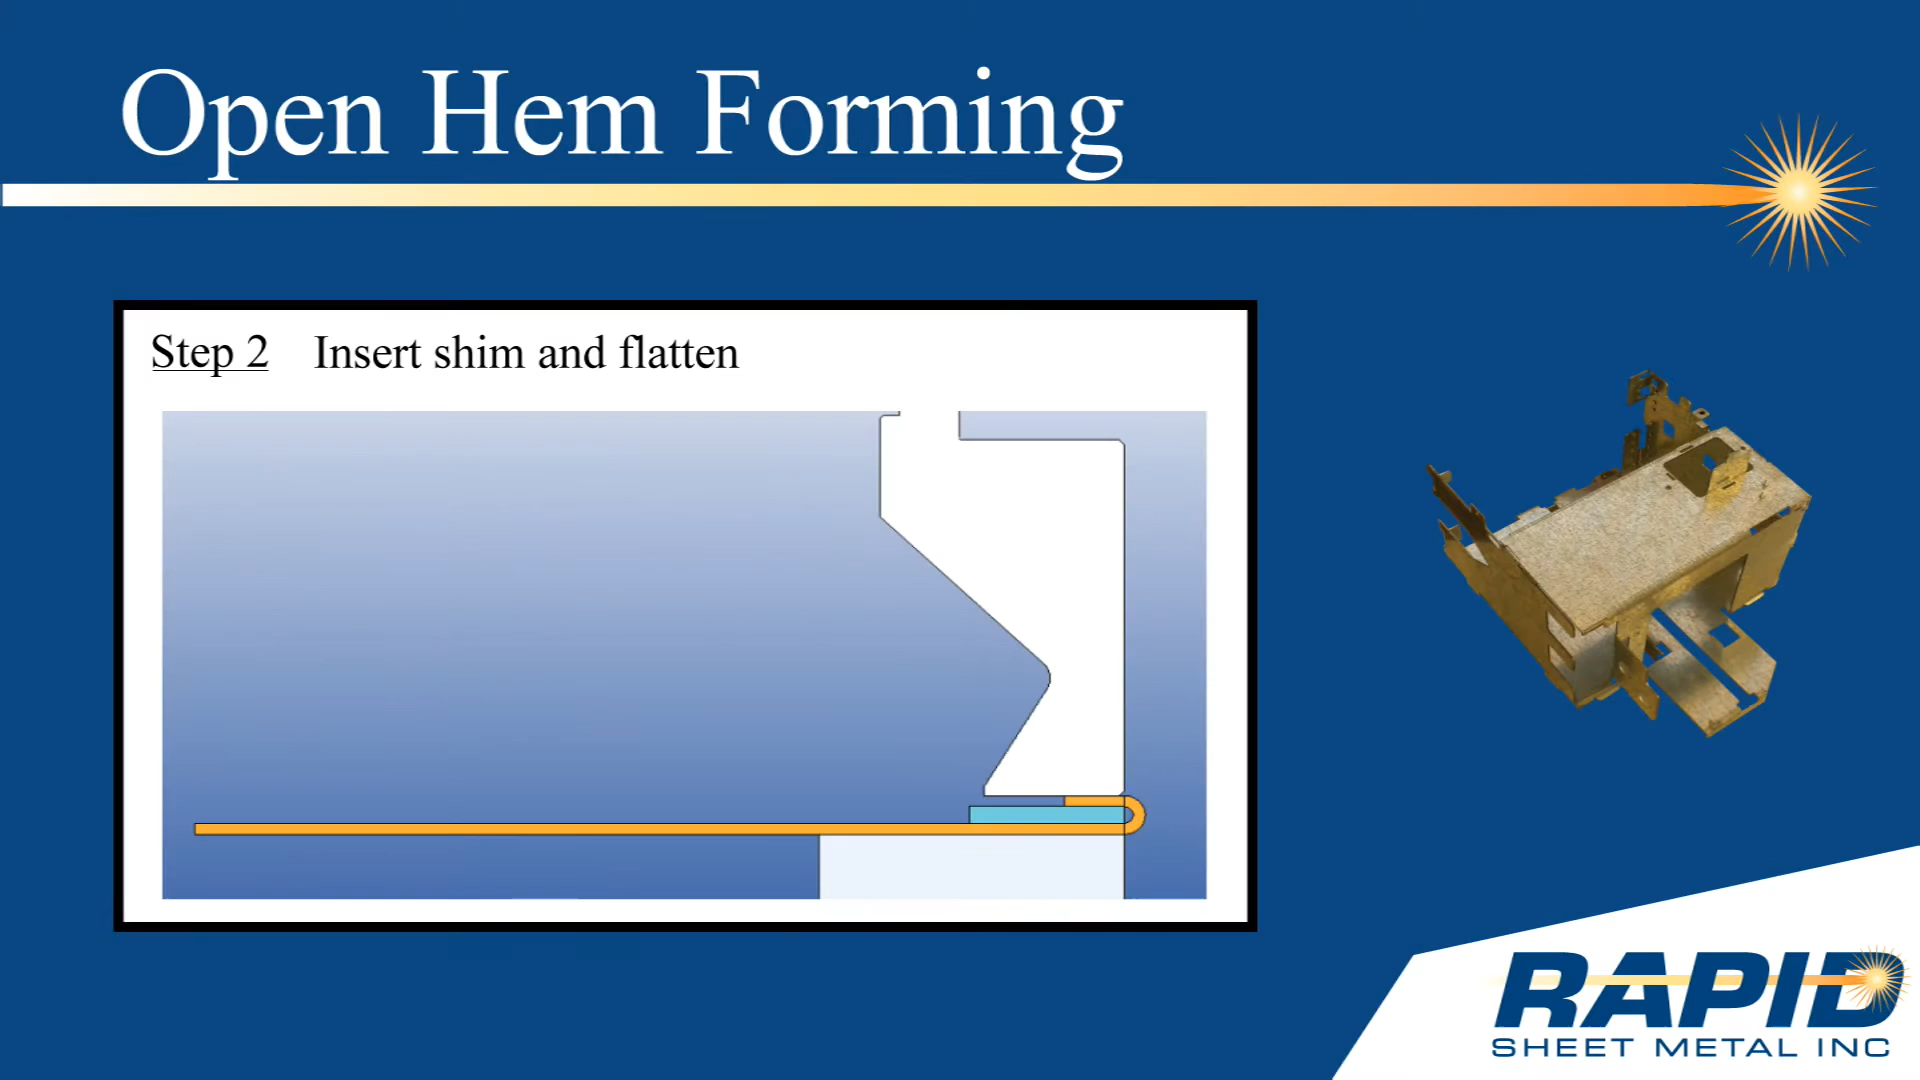 Open Hem Forming
Step 2 Insert shim and flatten
RAPID
SHEET METAL INC